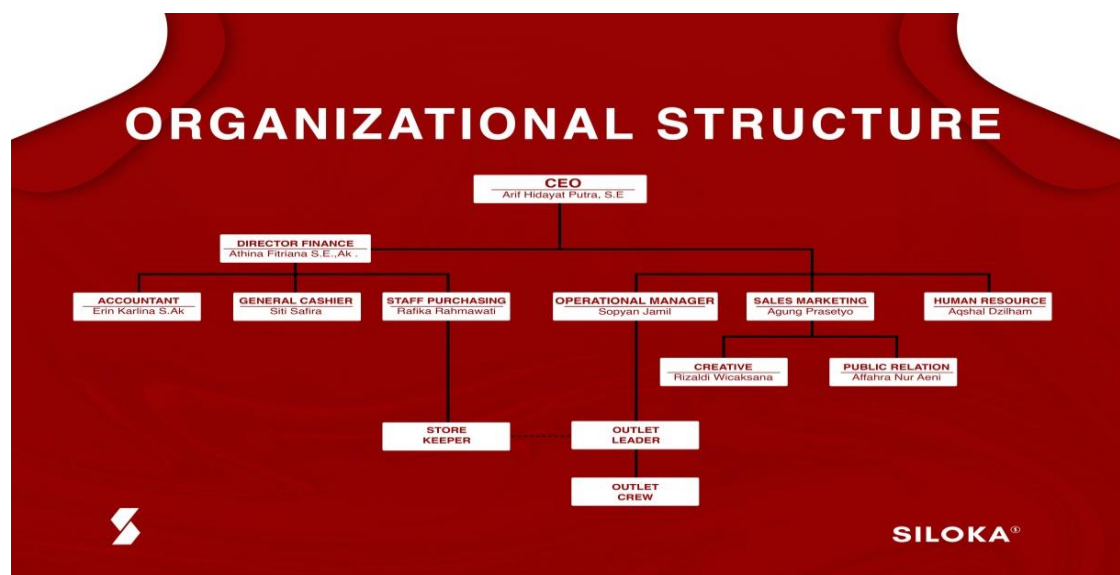 ORGANIZATIONAL STRUCTURE
CEO
Arif Hidayat Putra, S.E
DIRECTOR FINANCE
Athina Fitriana S.E.,Ak .
ACCOUNTANT
Erin Karlina S.Ak
GENERAL CASHIER
Siti Safira
STAFF PURCHASING
Rafika Rahmawati
OPERATIONAL MANAGER
Sopyan Jamil
SALES MARKETING
Agung Prasetyo
HUMAN RESOURCE
Aqshal Dzilham
CREATIVE
Rizaldi Wicaksana
PUBLIC RELATION
Affahra Nur Aeni
STORE
KEEPER
OUTLET
LEADER
OUTLET
CREW
SILOKA